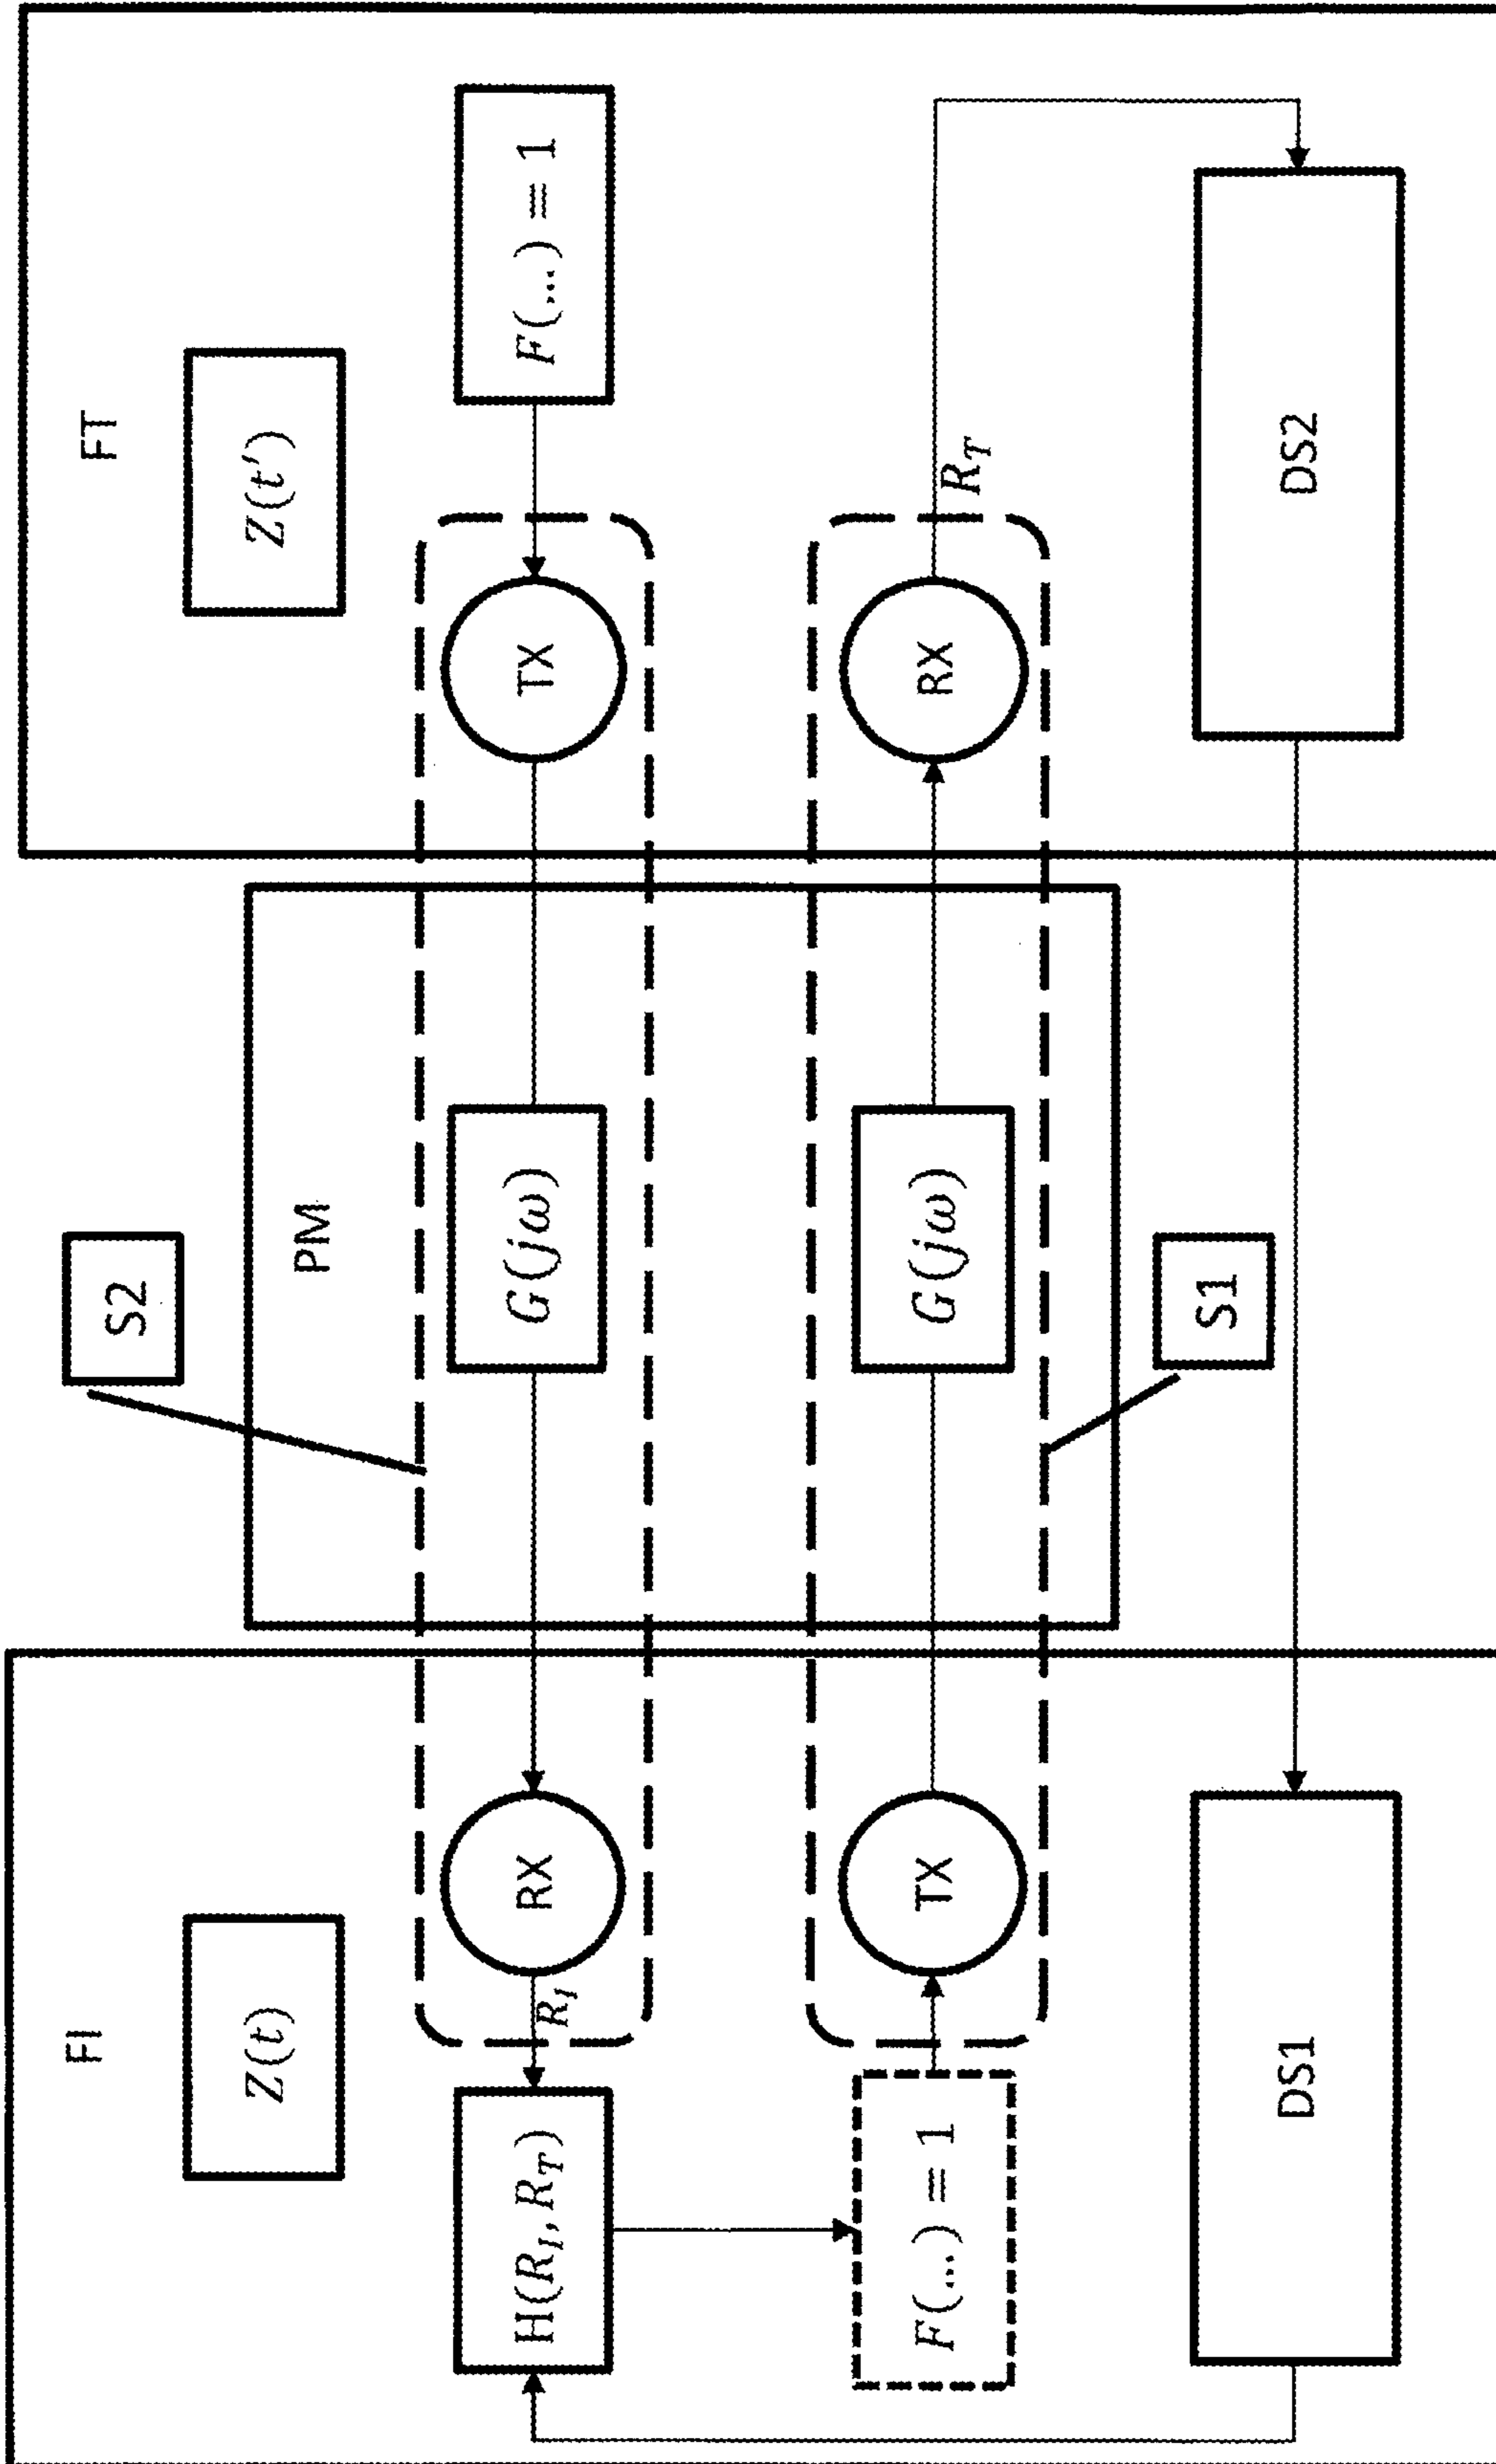 FI
Z(t)
H(R_I, R_T)
R_I
RX
F(...) = 1
TX
DS1
S2
PM
G(jω)
G(jω)
S1
FT
Z(t′)
TX
F(...) = 1
RX
R_T
DS2